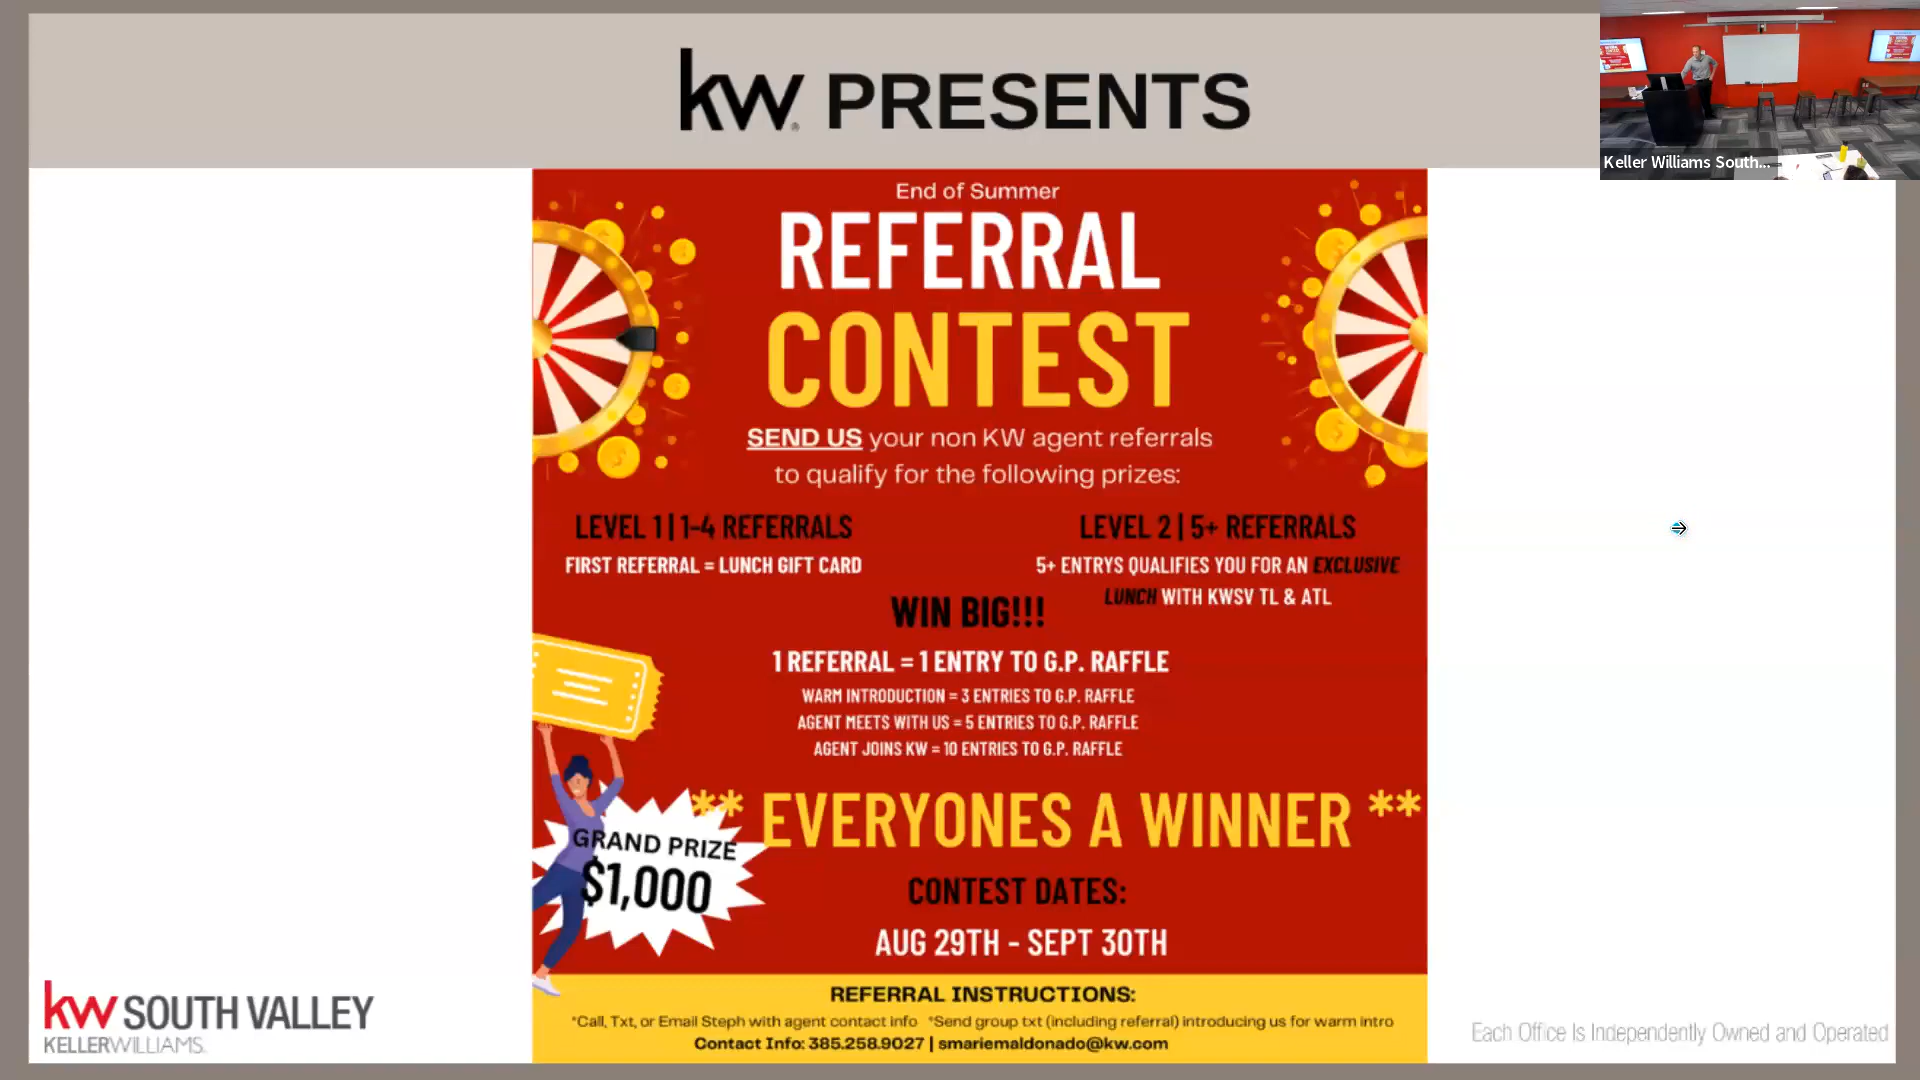 kw PRESENTS
Keller Williams South...
End of Summer
REFERRAL
CONTEST
SEND US your non KW agent referrals
to qualify for the following prizes:
LEVEL 1 | 1-4 REFERRALS
FIRST REFERRAL = LUNCH GIFT CARD
LEVEL 2 | 5+ REFERRALS
5+ ENTRYS QUALIFIES YOU FOR AN EXCLUSIVE
LUNCH WITH KWSV TL & ATL
WIN BIG!!!
1 REFERRAL = 1 ENTRY TO G.P. RAFFLE
WARM INTRODUCTION = 3 ENTRIES TO G.P. RAFFLE
AGENT MEETS WITH US = 5 ENTRIES TO G.P. RAFFLE
AGENT JOINS KW = 10 ENTRIES TO G.P. RAFFLE
** EVERYONES A WINNER **
GRAND PRIZE
$1,000
CONTEST DATES:
AUG 29TH - SEPT 30TH
REFERRAL INSTRUCTIONS:
*Call, Txt, or Email Steph with agent contact info *Send group txt (including referral) introducing us for warm intro
Contact Info: 385.258.9027 | smariemaldonado@kw.com
kw SOUTH VALLEY
KELLERWILLIAMS.
Each Office Is Independently Owned and Operated